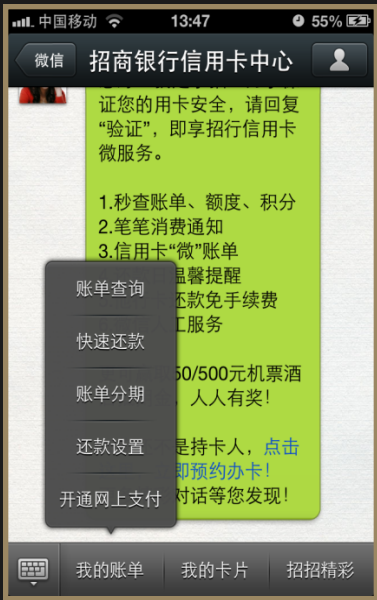 中国移动 13:47 55%
微信 招商银行信用卡中心
证您的用卡安全，请回复
“验证”，即享招行信用卡
微服务。
1.秒查账单、额度、积分
2.笔笔消费通知
3.信用卡“微”账单
温馨提醒
还款免手续费
工服务
50/500元机票酒
，人人有奖！
是持卡人，点击
即预约办卡！
对话等您发现！
账单查询
快速还款
账单分期
还款设置
开通网上支付
我的账单 我的卡片 招招精彩